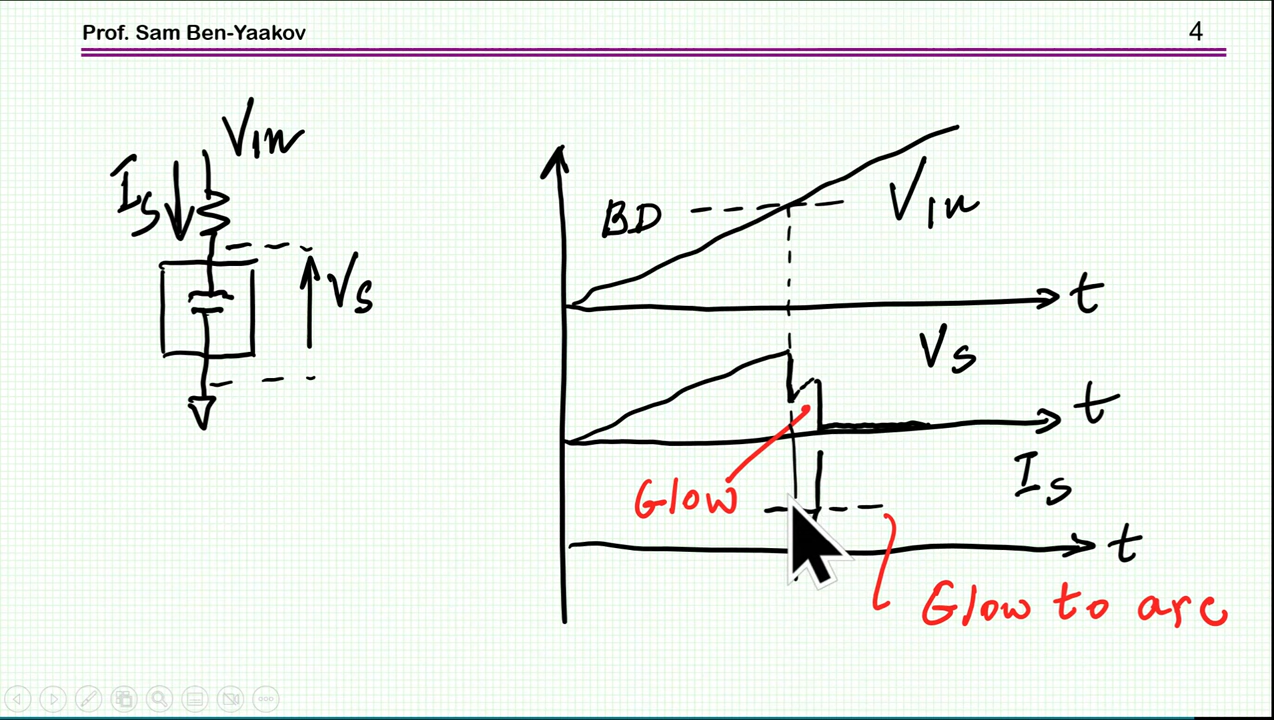 Prof. Sam Ben-Yaakov
4
VIN
IS
VS
BD
VIN
t
VS
t
Glow
IS
t
Glow to arc